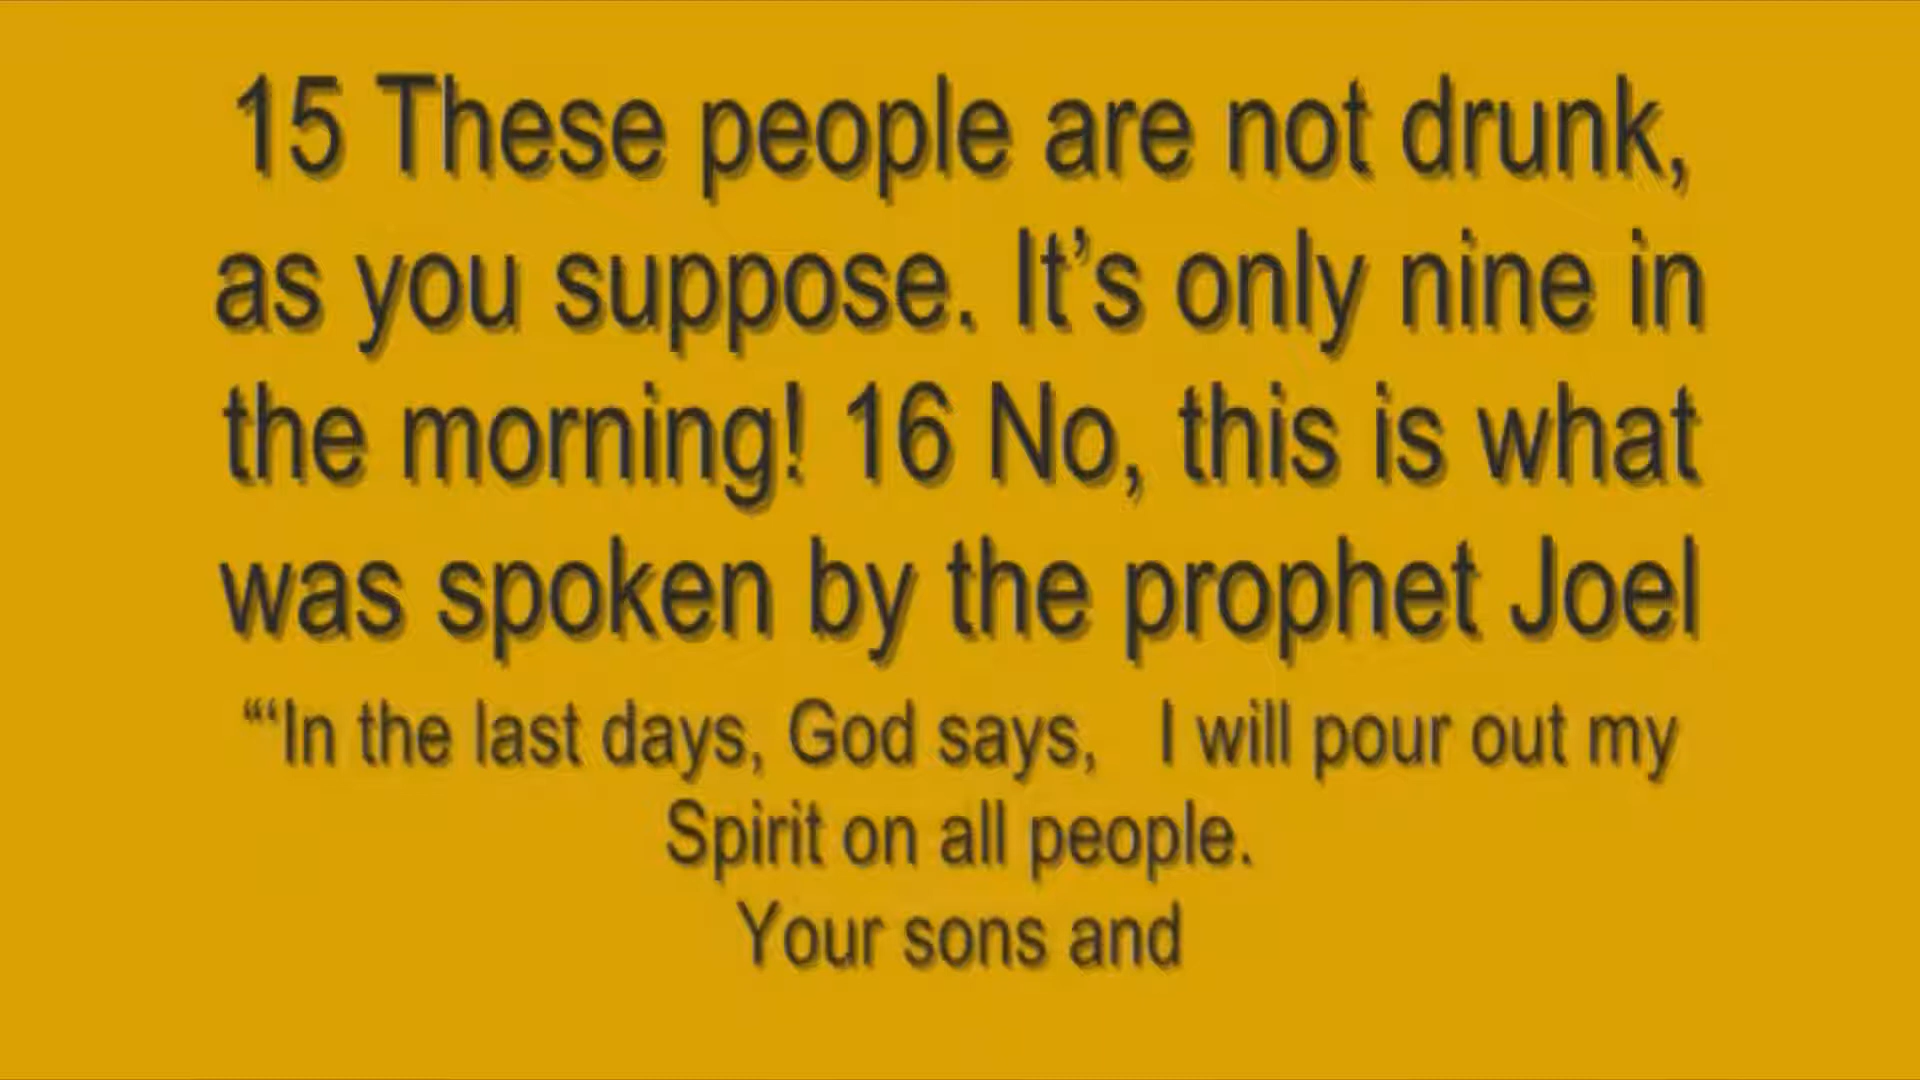 15 These people are not drunk,
as you suppose. It’s only nine in
the morning! 16 No, this is what
was spoken by the prophet Joel
“‘In the last days, God says,   I will pour out my
Spirit on all people.
Your sons and